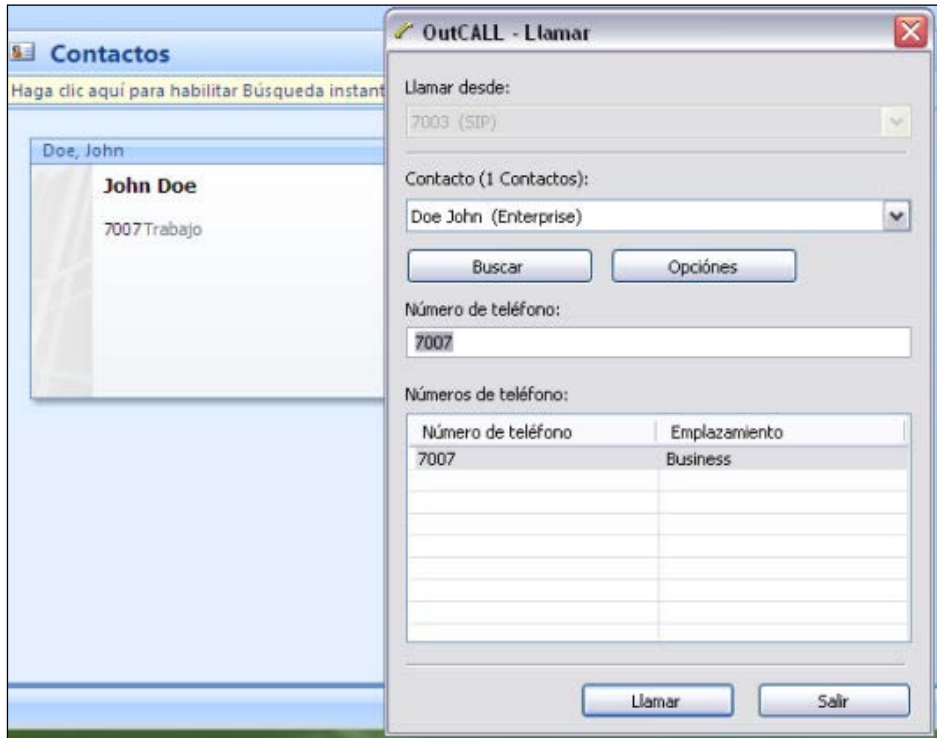 Contactos
Haga clic aquí para habilitar Búsqueda instant
Doe, John
John Doe
7007 Trabajo
OutCALL - Llamar
Llamar desde:
7003 (SIP)
Contacto (1 Contactos):
Doe John (Enterprise)
Buscar Opciónes
Número de teléfono:
7007
Números de teléfono:
Número de teléfono Emplazamiento
7007 Business
Llamar Salir